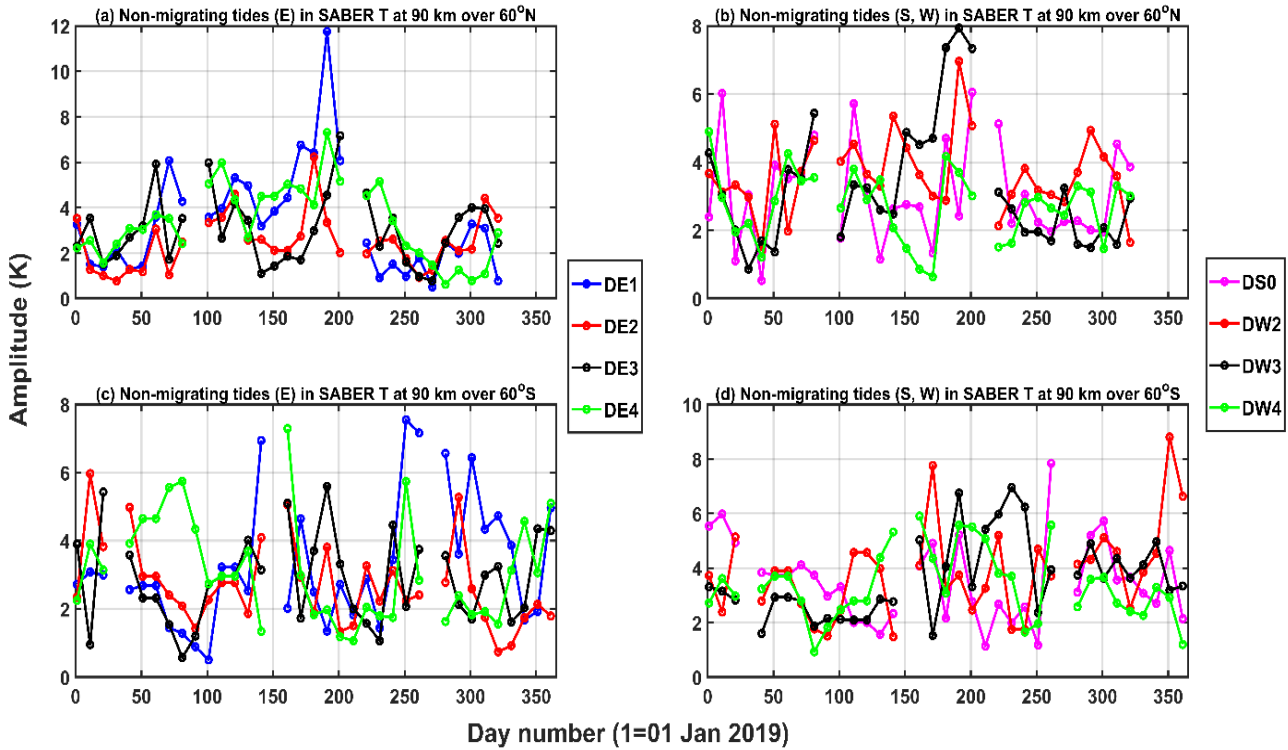 (a) Non-migrating tides (E) in SABER T at 90 km over 60°N
(b) Non-migrating tides (S, W) in SABER T at 90 km over 60°N
12
10
8
6
4
2
0
0 50 100 150 200 250 300 350
8
6
4
2
0
0 50 100 150 200 250 300 350
DE1
DE2
DE3
DE4
DS0
DW2
DW3
DW4
Amplitude (K)
(c) Non-migrating tides (E) in SABER T at 90 km over 60°S
(d) Non-migrating tides (S, W) in SABER T at 90 km over 60°S
8
6
4
2
0
0 50 100 150 200 250 300 350
10
8
6
4
2
0
0 50 100 150 200 250 300 350
Day number (1=01 Jan 2019)